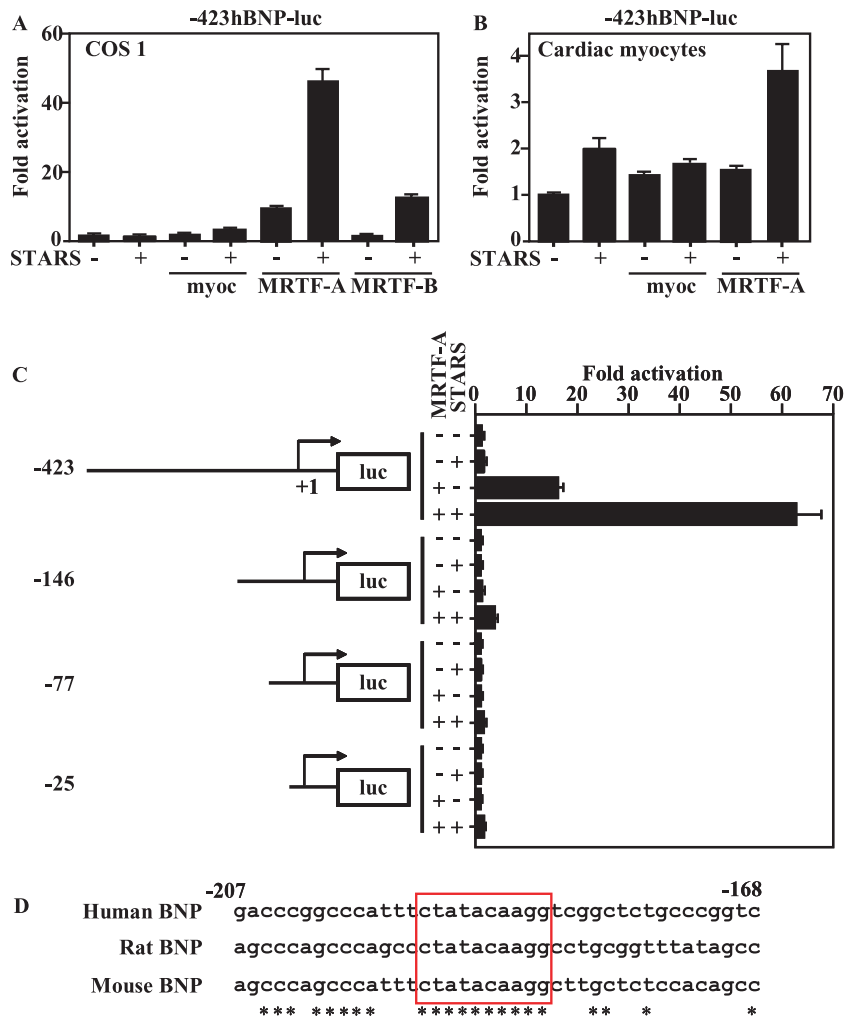 A
-423hBNP-luc
COS 1
Fold activation
60
40
20
0
STARS - + - + - + - +
myoc MRTF-A MRTF-B
B
-423hBNP-luc
Cardiac myocytes
Fold activation
4
3
2
1
0
STARS - + - + - +
myoc MRTF-A
C
MRTF-A
STARS
Fold activation
0 10 20 30 40 50 60 70
-423 +1 luc
- -
- +
+ -
+ +
-146 luc
- -
- +
+ -
+ +
-77 luc
- -
- +
+ -
+ +
-25 luc
- -
- +
+ -
+ +
D
-207 -168
Human BNP gacccggcccatttctatacaaggtcggctctgcccggtc
Rat BNP agcccagcccagccctatacaaggcctgcggtttatagcc
Mouse BNP agcccagcccatttctatacaaggcttgctctccacagcc
*** ***** ********** ** * *